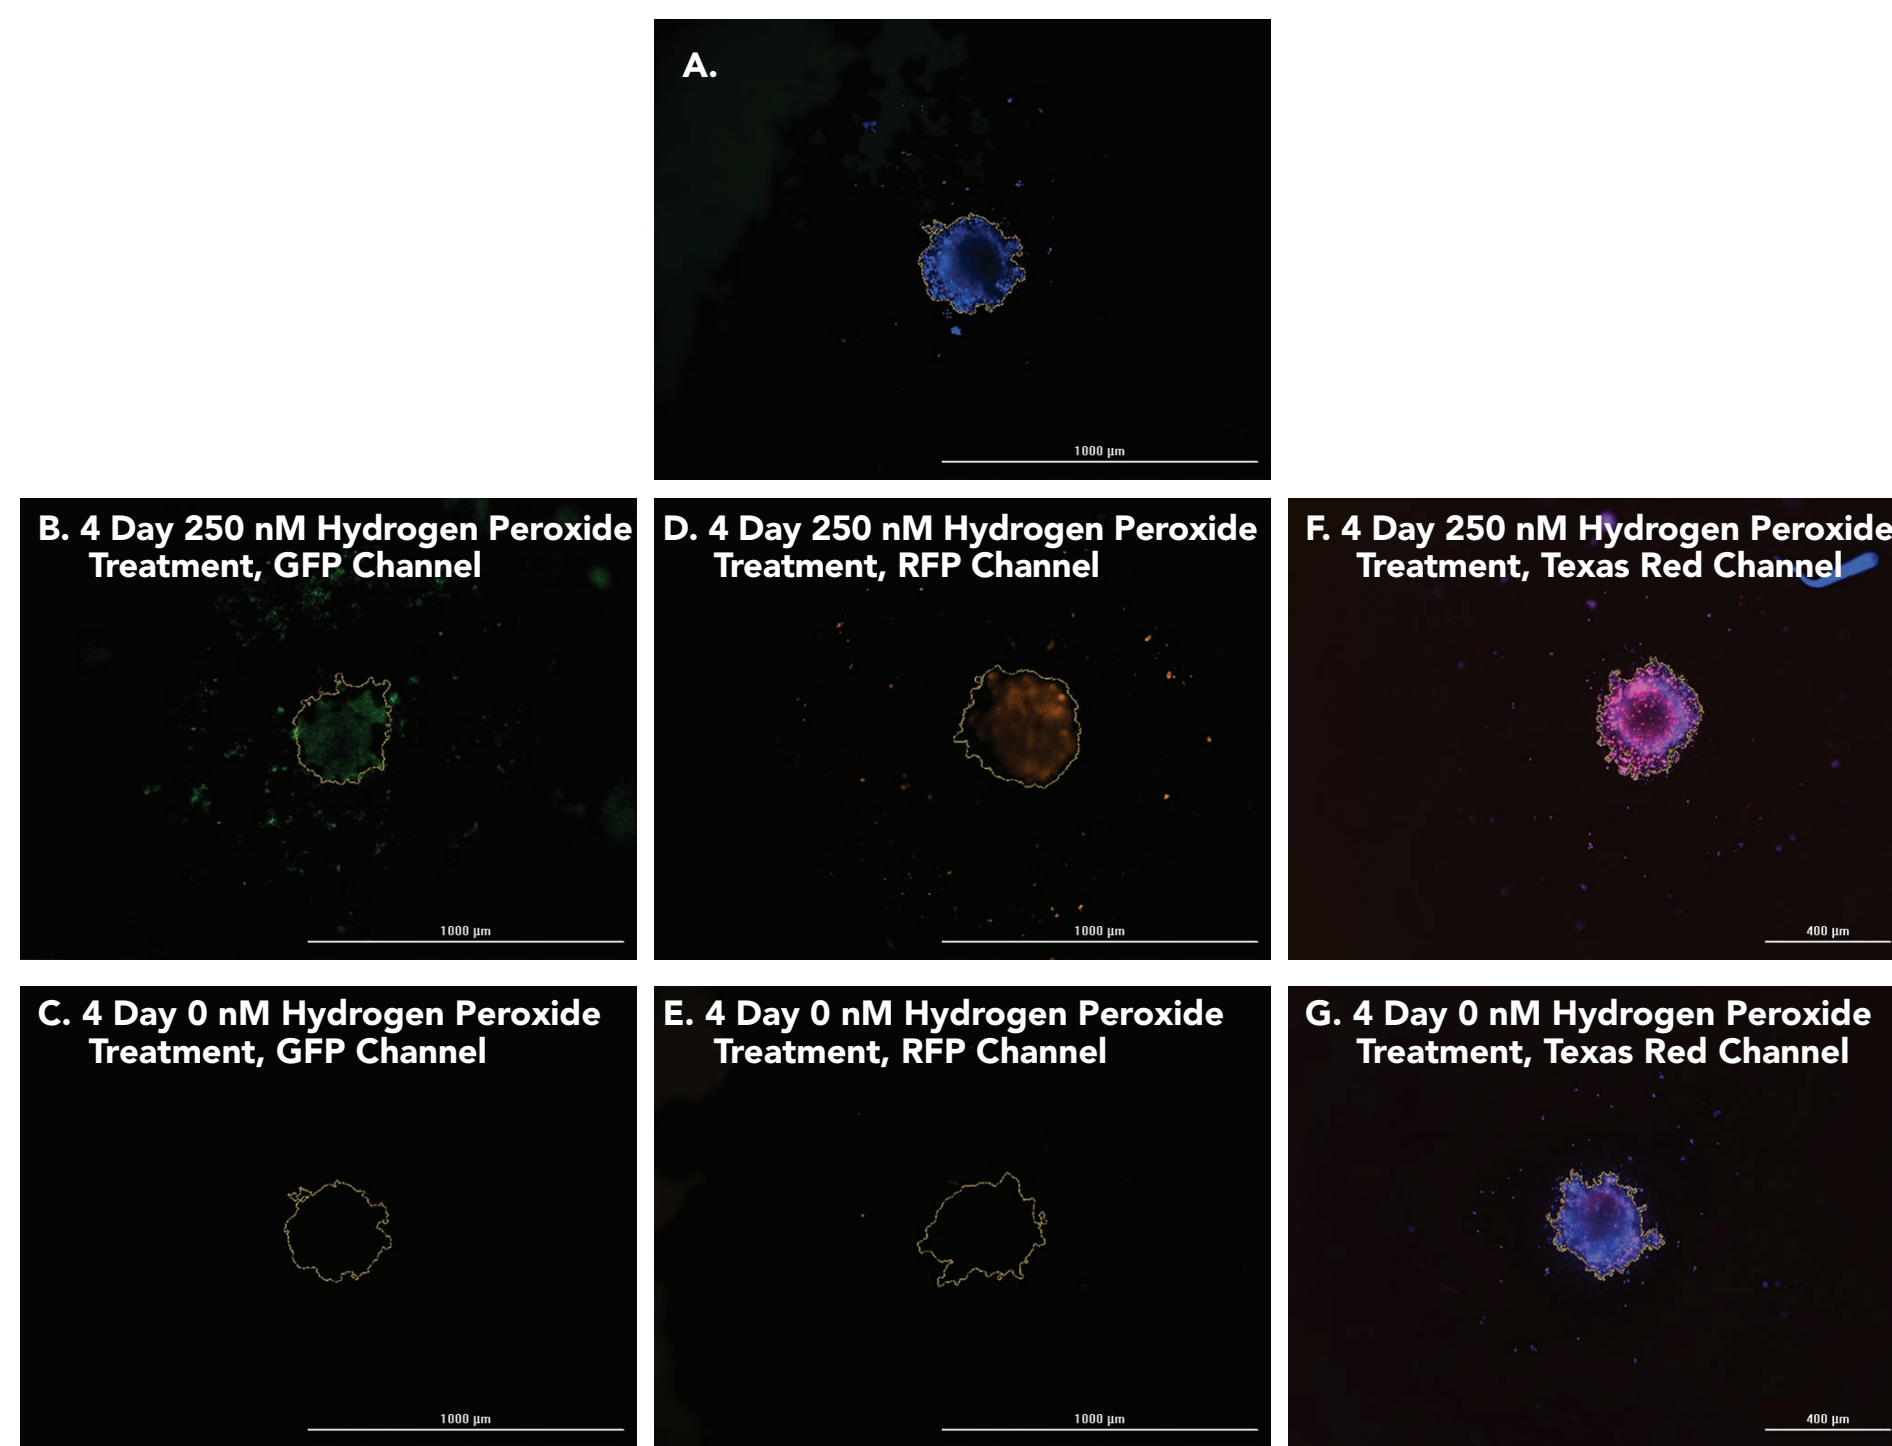 A.
1000 µm
B. 4 Day 250 nM Hydrogen Peroxide
Treatment, GFP Channel
1000 µm
D. 4 Day 250 nM Hydrogen Peroxide
Treatment, RFP Channel
1000 µm
F. 4 Day 250 nM Hydrogen Peroxide
Treatment, Texas Red Channel
400 µm
C. 4 Day 0 nM Hydrogen Peroxide
Treatment, GFP Channel
1000 µm
E. 4 Day 0 nM Hydrogen Peroxide
Treatment, RFP Channel
1000 µm
G. 4 Day 0 nM Hydrogen Peroxide
Treatment, Texas Red Channel
400 µm